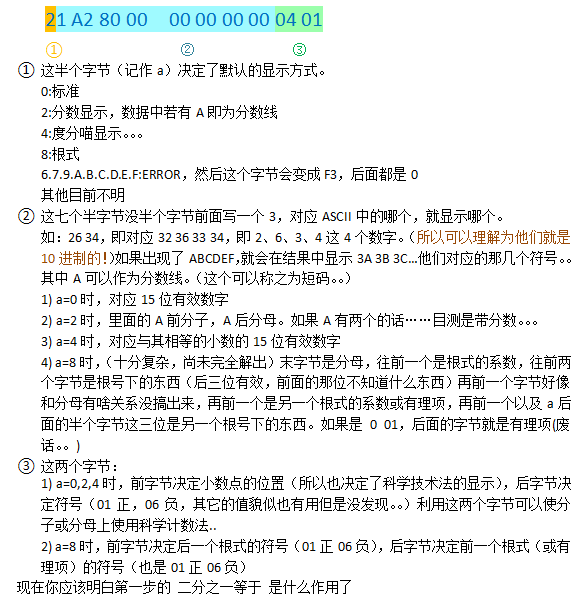 21 A2 80 00 00 00 00 00 04 01
① ② ③
① 这半个字节（记作 a）决定了默认的显示方式。
0:标准
2:分数显示，数据中若有 A 即为分数线
4:度分喵显示。。。
8:根式
6.7.9.A.B.C.D.E.F:ERROR，然后这个字节会变成 F3，后面都是 0
其他目前不明
② 这七个半字节没半个字节前面写一个 3，对应 ASCII 中的哪个，就显示哪个。
如：26 34，即对应 32 36 33 34，即 2、6、3、4 这 4 个数字。（所可以理解为他们就是
10 进制的!）如果出现了 ABCDEF,就会在结果中显示 3A 3B 3C…他们对应的那几个符号。。
其中 A 可以作为分数线。（这个可以称之为短码。。）
1) a=0 时，对应 15 位有效数字
2) a=2 时，里面的 A 前分子，A 后分母。如果 A 有两个的话……目测是带分数。。。
3) a=4 时，对应与其相等的小数的 15 位有效数字
4) a=8 时，（十分复杂，尚未完全解出）末字节是分母，往前一个是根式的系数，往前两
个字节是根号下的东西（后三位有效，前面的那位不知道什么东西）再前一个字节好像
和分母有啥关系没搞出来，再前一个是另一个根式的系数或有理项，再前一个以及 a 后
面的半个字节这三位是另一个根号下的东西。如果是 0 01，后面的字节就是有理项(废
话。。)
③ 这两个字节：
1) a=0,2,4 时，前字节决定小数点的位置（所以也决定了科学技术法的显示），后字节决
定符号（01 正，06 负，其它的值貌似也有用但是没发现。。）利用这两个字节可以使分
子或分母上使用科学计数法..
2) a=8 时，前字节决定后一个根式的符号（01 正 06 负），后字节决定前一个根式（或有
理项）的符号（也是 01 正 06 负）
现在你应该明白第一步的 二分之一等于 是什么作用了